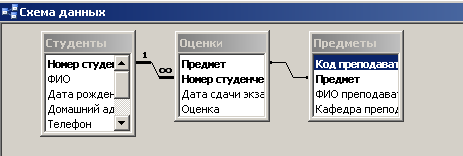 Схема данных
Студенты
Номер студен
ФИО
Дата рожден
Домашний ад
Телефон
1
∞
Оценки
Предмет
Номер студенче
Дата сдачи экза
Оценка
Предметы
Код преподават
Предмет
ФИО преподава
Кафедра препод